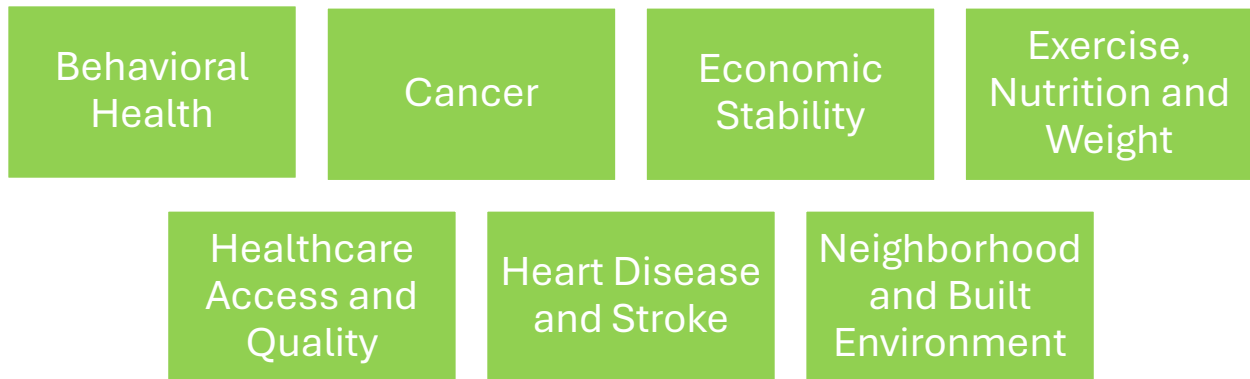 Behavioral
Health
Cancer
Economic
Stability
Exercise,
Nutrition and
Weight
Healthcare
Access and
Quality
Heart Disease
and Stroke
Neighborhood
and Built
Environment